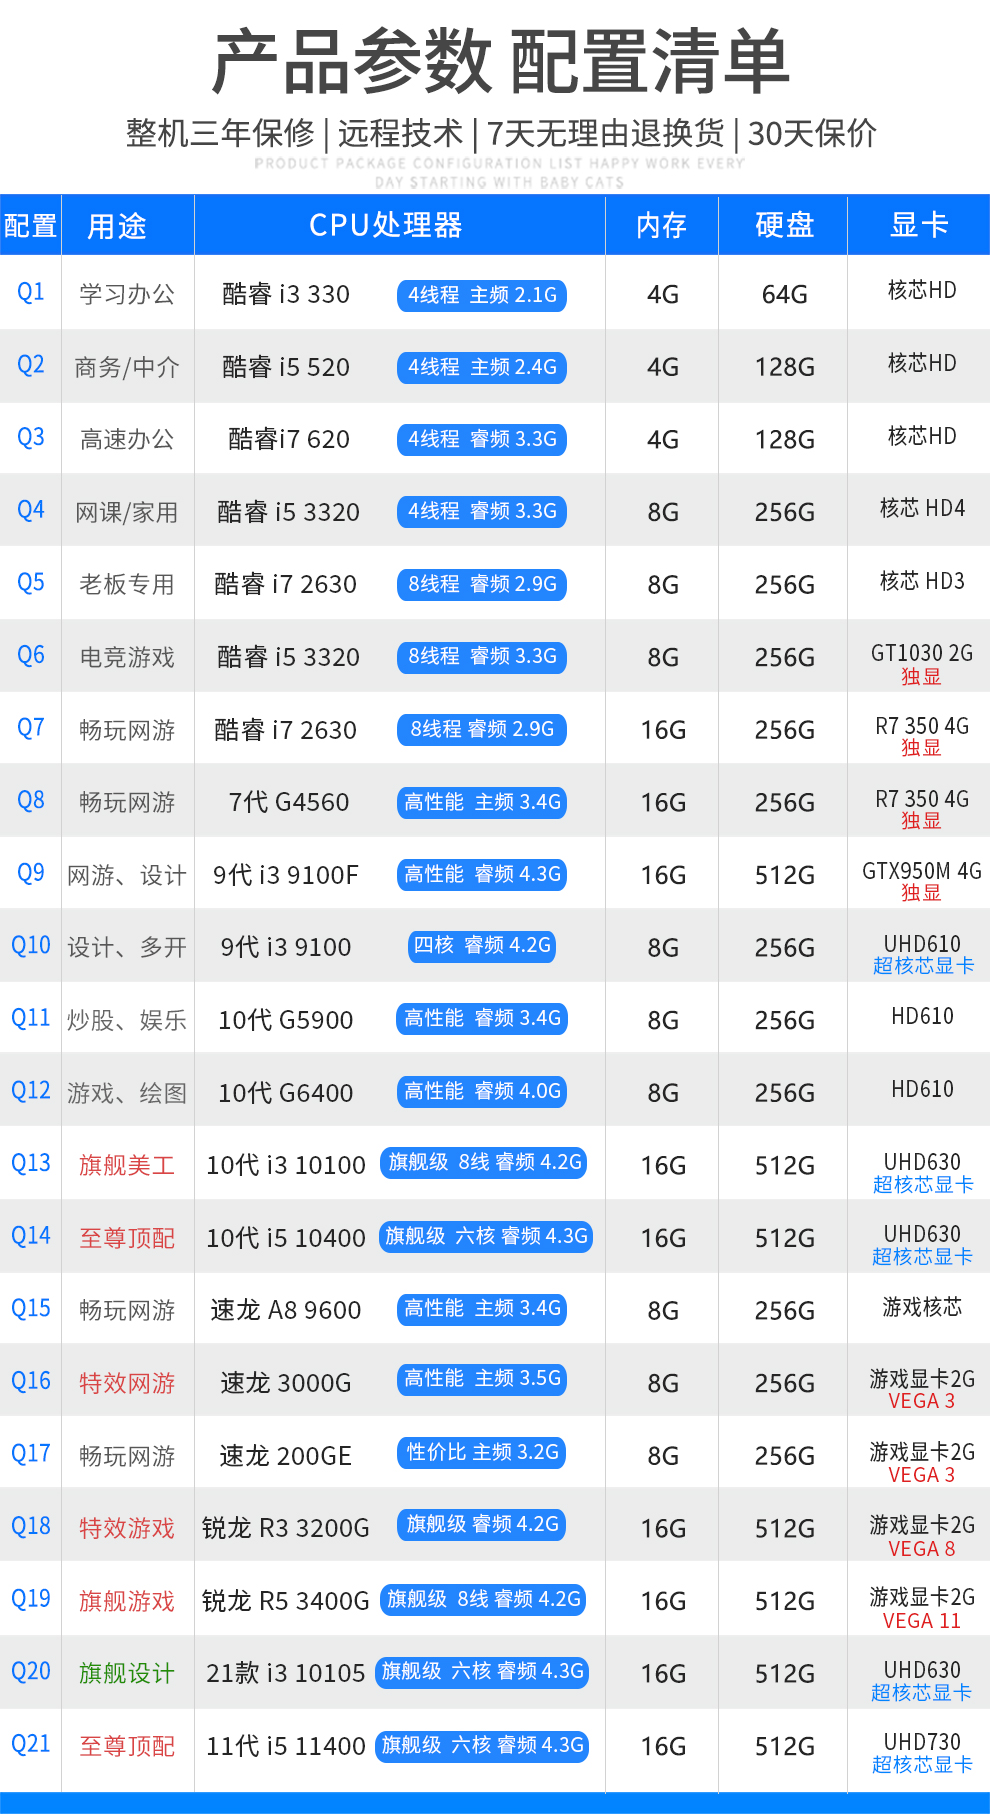 产品参数 配置清单
整机三年保修 | 远程技术 | 7天无理由退换货 | 30天保价
PRODUCT PACKAGE CONFIGURATION LIST HAPPY WORK EVERY
DAY STARTING WITH BABY CATS
配置 用途 CPU处理器 内存 硬盘 显卡
Q1 学习办公 酷睿 i3 330 4线程 主频 2.1G 4G 64G 核芯HD
Q2 商务/中介 酷睿 i5 520 4线程 主频 2.4G 4G 128G 核芯HD
Q3 高速办公 酷睿i7 620 4线程 睿频 3.3G 4G 128G 核芯HD
Q4 网课/家用 酷睿 i5 3320 4线程 睿频 3.3G 8G 256G 核芯 HD4
Q5 老板专用 酷睿 i7 2630 8线程 睿频 2.9G 8G 256G 核芯 HD3
Q6 电竞游戏 酷睿 i5 3320 8线程 睿频 3.3G 8G 256G GT1030 2G
独显
Q7 畅玩网游 酷睿 i7 2630 8线程 睿频 2.9G 16G 256G R7 350 4G
独显
Q8 畅玩网游 7代 G4560 高性能 主频 3.4G 16G 256G R7 350 4G
独显
Q9 网游、设计 9代 i3 9100F 高性能 睿频 4.3G 16G 512G GTX950M 4G
独显
Q10 设计、多开 9代 i3 9100 四核 睿频 4.2G 8G 256G UHD610
超核芯显卡
Q11 炒股、娱乐 10代 G5900 高性能 睿频 3.4G 8G 256G HD610
Q12 游戏、绘图 10代 G6400 高性能 睿频 4.0G 8G 256G HD610
Q13 旗舰美工 10代 i3 10100 旗舰级 8线 睿频 4.2G 16G 512G UHD630
超核芯显卡
Q14 至尊顶配 10代 i5 10400 旗舰级 六核 睿频 4.3G 16G 512G UHD630
超核芯显卡
Q15 畅玩网游 速龙 A8 9600 高性能 主频 3.4G 8G 256G 游戏核芯
Q16 特效网游 速龙 3000G 高性能 主频 3.5G 8G 256G 游戏显卡2G
VEGA 3
Q17 畅玩网游 速龙 200GE 性价比 主频 3.2G 8G 256G 游戏显卡2G
VEGA 3
Q18 特效游戏 锐龙 R3 3200G 旗舰级 睿频 4.2G 16G 512G 游戏显卡2G
VEGA 8
Q19 旗舰游戏 锐龙 R5 3400G 旗舰级 8线 睿频 4.2G 16G 512G 游戏显卡2G
VEGA 11
Q20 旗舰设计 21款 i3 10105 旗舰级 六核 睿频 4.3G 16G 512G UHD630
超核芯显卡
Q21 至尊顶配 11代 i5 11400 旗舰级 六核 睿频 4.3G 16G 512G UHD730
超核芯显卡